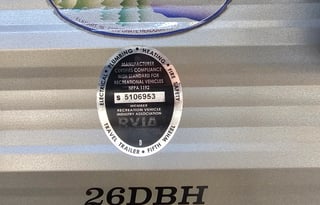 ELECTRICAL • PLUMBING • HEATING • FIRE SAFETY
MANUFACTURER
CERTIFIES COMPLIANCE
WITH STANDARD FOR
RECREATIONAL VEHICLES
NFPA 1192
S 5106953
MEMBER
RECREATION VEHICLE
INDUSTRY ASSOCIATION
RVIA
TRAVEL TRAILER • FIFTH WHEEL
26DBH